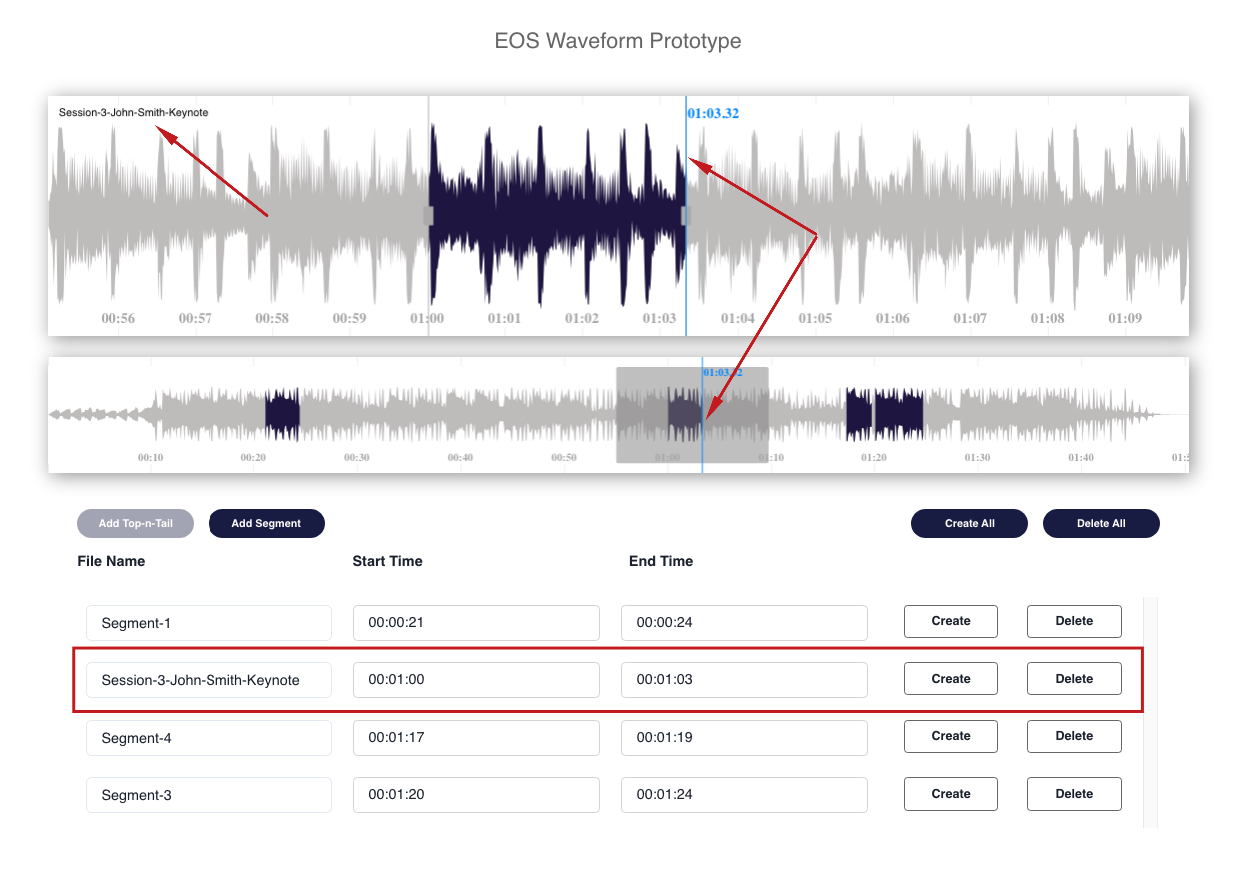 EOS Waveform Prototype
Session-3-John-Smith-Keynote
01:03.32
00:56 00:57 00:58 00:59 01:00 01:01 01:02 01:03 01:04 01:05 01:06 01:07 01:08 01:09
01:03.32
00:10 00:20 00:30 00:40 00:50 01:00 01:10 01:20 01:30 01:40
Add Top-n-Tail Add Segment Create All Delete All
File Name Start Time End Time
Segment-1 00:00:21 00:00:24 Create Delete
Session-3-John-Smith-Keynote 00:01:00 00:01:03 Create Delete
Segment-4 00:01:17 00:01:19 Create Delete
Segment-3 00:01:20 00:01:24 Create Delete